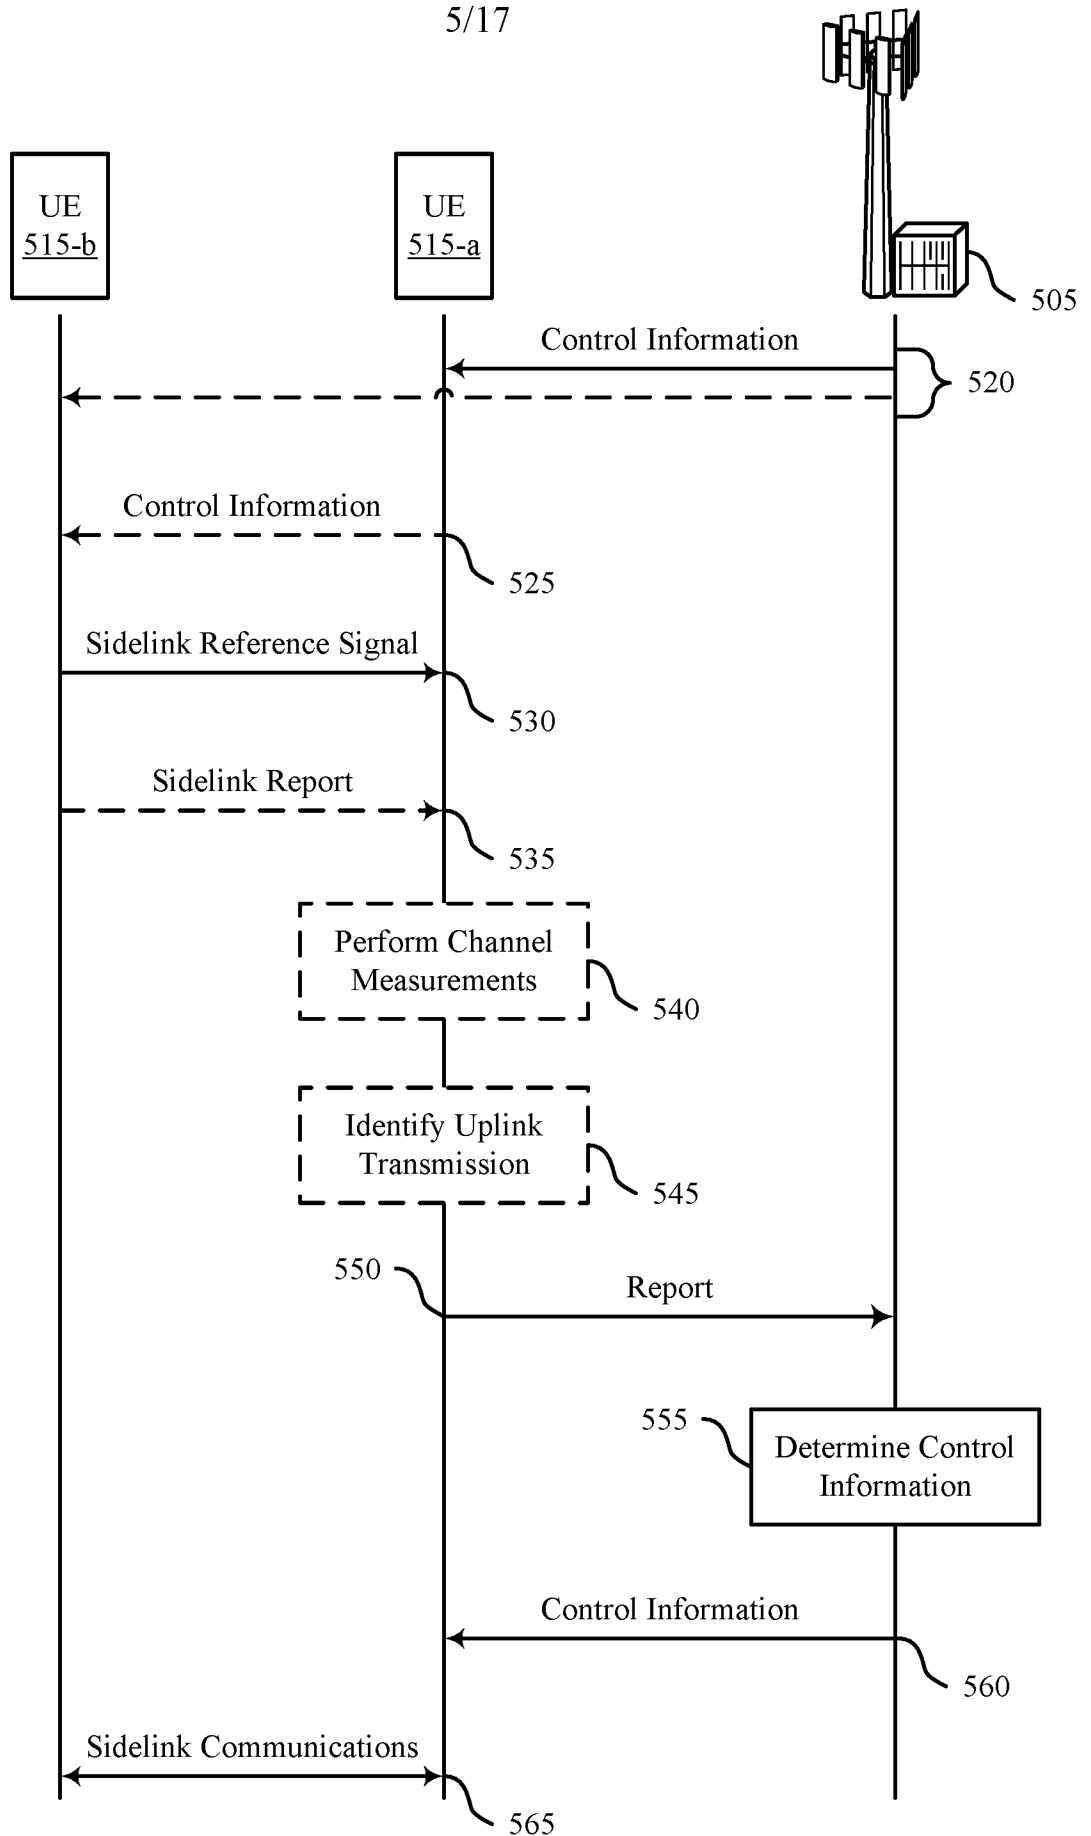 5/17
UE
515-b
UE
515-a
505
Control Information
520
Control Information
525
Sidelink Reference Signal
530
Sidelink Report
535
Perform Channel
Measurements
540
Identify Uplink
Transmission
545
550
Report
555
Determine Control
Information
Control Information
560
Sidelink Communications
565